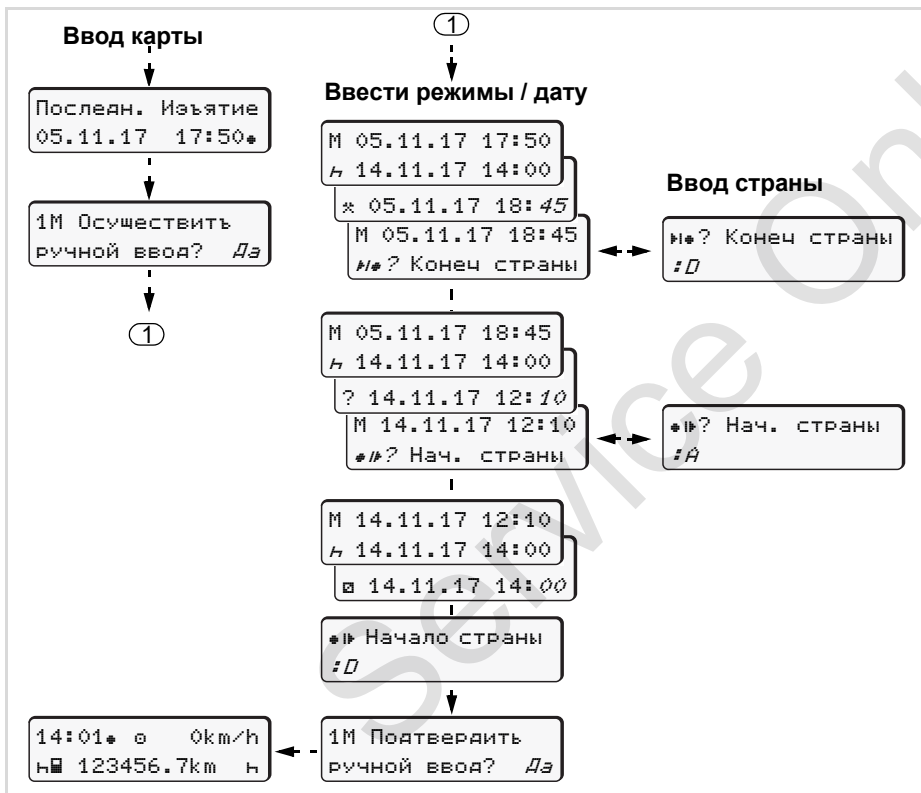 Ввод карты
Последн. Изъятие
05.11.17 17:50●
1M Осуществить
ручной ввод? Да
1
1
Ввести режимы / дату
M 05.11.17 17:50
14.11.17 14:00
05.11.17 18:45
M 05.11.17 18:45
? Конец страны
Ввод страны
? Конец страны
:D
M 05.11.17 18:45
14.11.17 14:00
? 14.11.17 12:10
M 14.11.17 12:10
? Нач. страны
? Нач. страны
:A
M 14.11.17 12:10
14.11.17 14:00
14.11.17 14:00
Начало страны
:D
1M Подтвердить
ручной ввод? Да
14:01● 0km/h
123456.7km
Service On